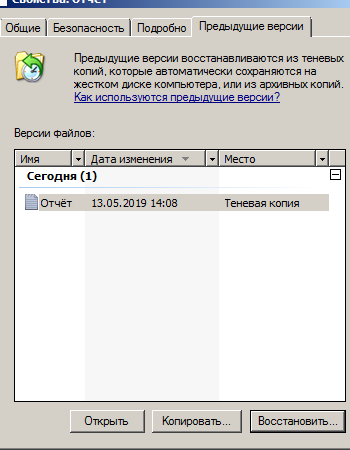 Свойства: Отчёт
Общие Безопасность Подробно Предыдущие версии
Предыдущие версии восстанавливаются из теневых
копий, которые автоматически сохраняются на
жестком диске компьютера, или из архивных копий.
Как используются предыдущие версии?
Версии файлов:
Имя Дата изменения Место
Сегодня (1)
Отчёт 13.05.2019 14:08 Теневая копия
Открыть Копировать... Восстановить...